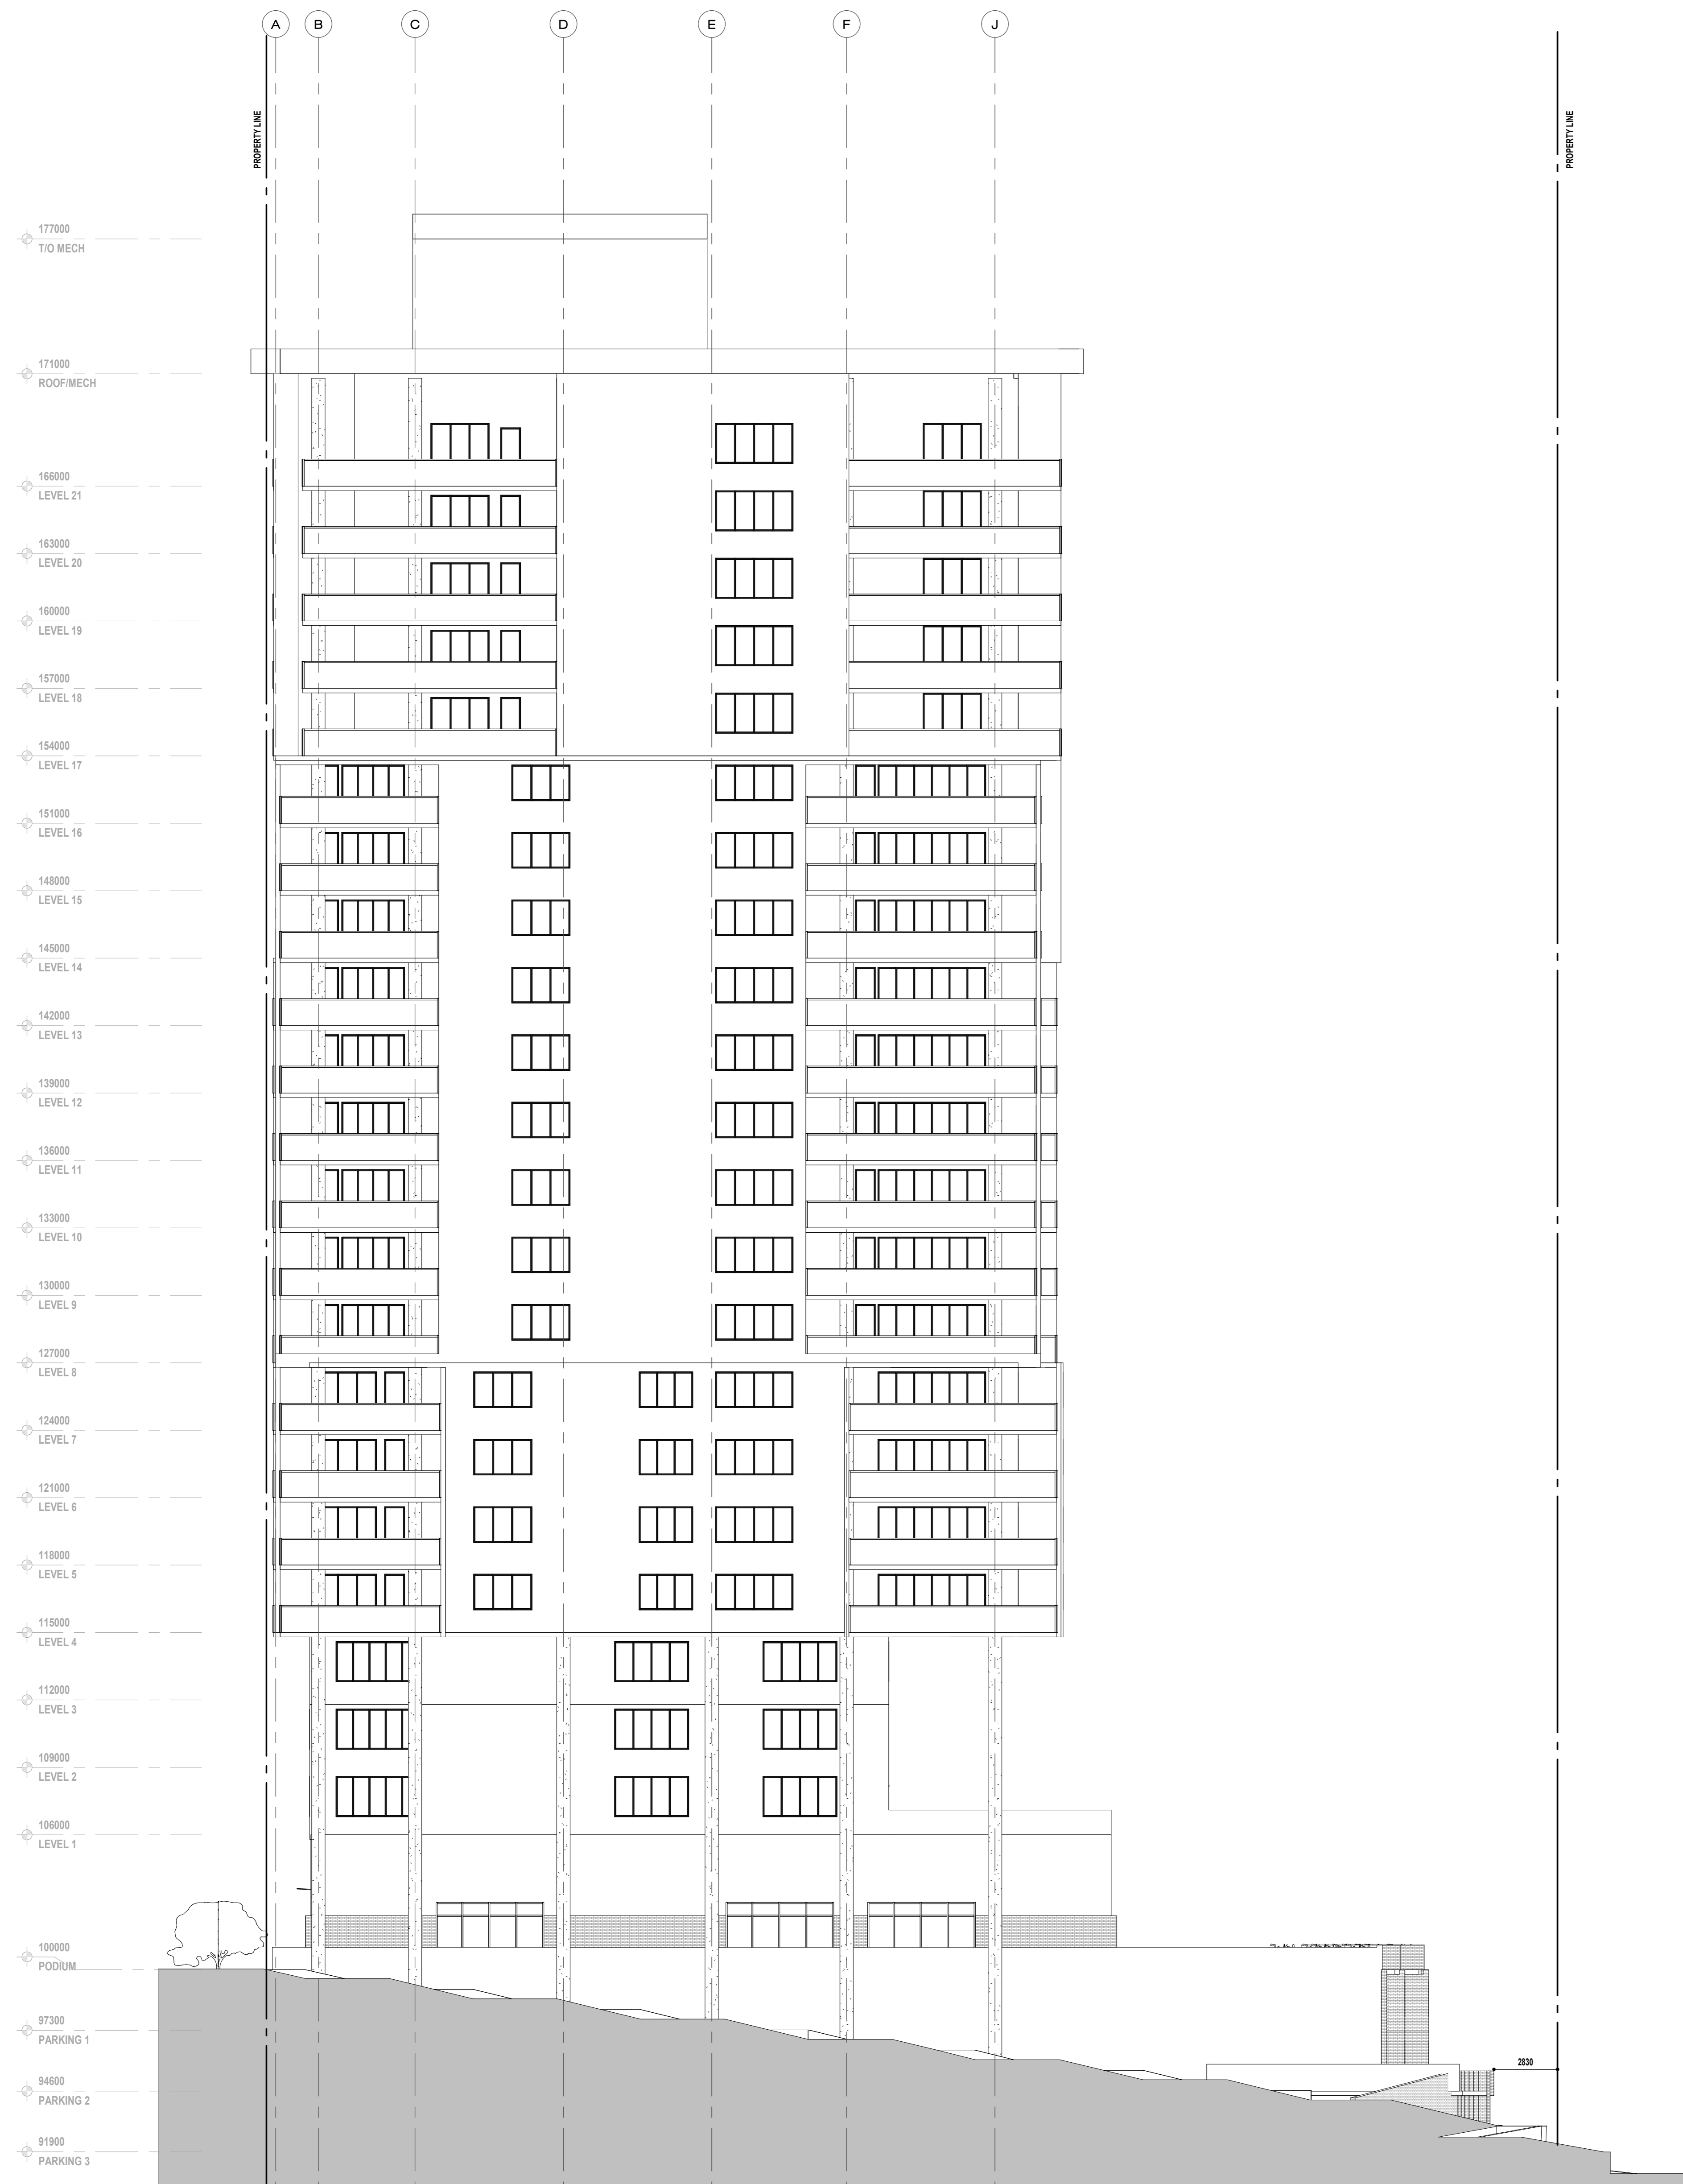 A B C D E F J
PROPERTY LINE
PROPERTY LINE
177000
T/O MECH
171000
ROOF/MECH
166000
LEVEL 21
163000
LEVEL 20
160000
LEVEL 19
157000
LEVEL 18
154000
LEVEL 17
151000
LEVEL 16
148000
LEVEL 15
145000
LEVEL 14
142000
LEVEL 13
139000
LEVEL 12
136000
LEVEL 11
133000
LEVEL 10
130000
LEVEL 9
127000
LEVEL 8
124000
LEVEL 7
121000
LEVEL 6
118000
LEVEL 5
115000
LEVEL 4
112000
LEVEL 3
109000
LEVEL 2
106000
LEVEL 1
100000
PODIUM
97300
PARKING 1
2830
94600
PARKING 2
91900
PARKING 3